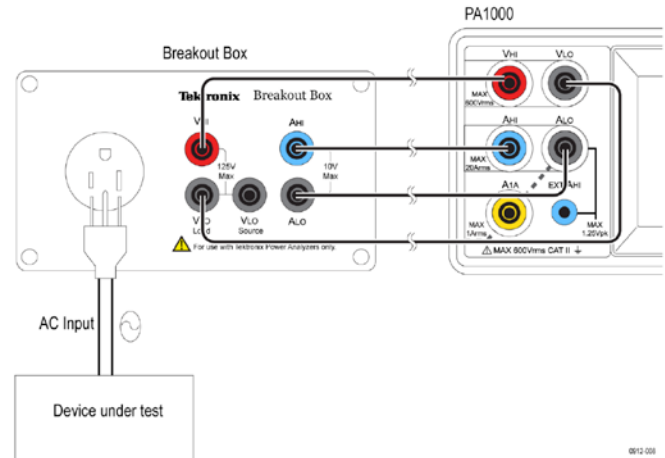 PA1000
Breakout Box
Tektronix Breakout Box
VHI
AHI
125V
Max
10V
Max
VLO
Load
VLO
Source
ALO
For use with Tektronix Power Analyzers only.
VHI
VLO
MAX
600Vrms
AHI
ALO
MAX
20Arms
A1A
EXT AHI
MAX
1Arms
MAX
1.25Vpk
MAX 600Vrms CAT II
AC Input
Device under test
0912-008